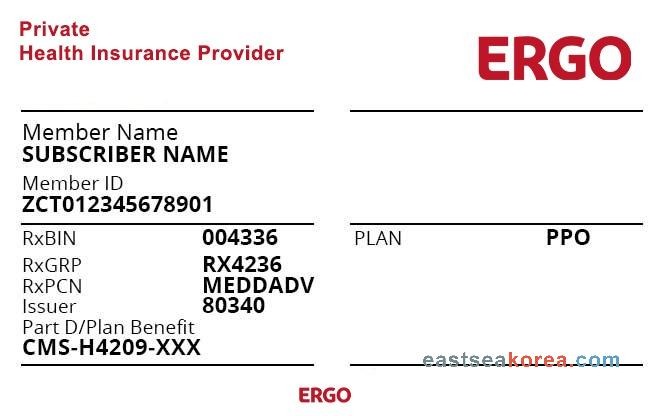 Private
Health Insurance Provider
ERGO
Member Name
SUBSCRIBER NAME
Member ID
ZCT012345678901
RxBIN 004336
RxGRP RX4236
RxPCN MEDDADV
Issuer 80340
Part D/Plan Benefit
CMS-H4209-XXX
PLAN PPO
eastseakorea.com
ERGO